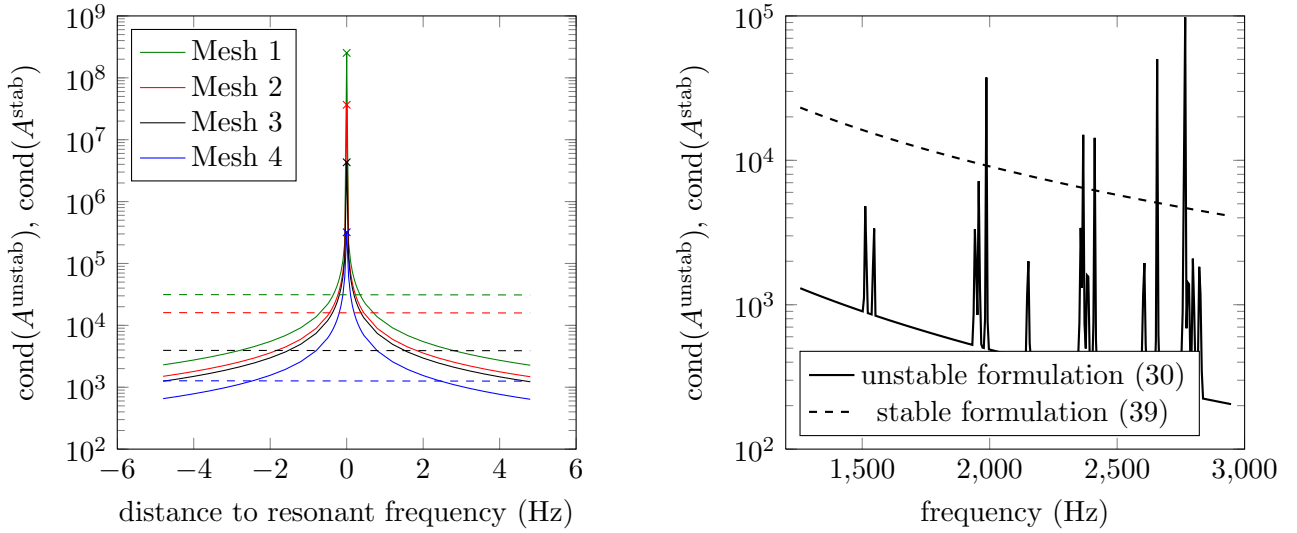 10^9
10^8
10^7
10^6
10^5
10^4
10^3
10^2
cond(A^unstab), cond(A^stab)
Mesh 1
Mesh 2
Mesh 3
Mesh 4
−6 −4 −2 0 2 4 6
distance to resonant frequency (Hz)
10^5
10^4
10^3
10^2
cond(A^unstab), cond(A^stab)
unstable formulation (30)
stable formulation (39)
1,500 2,000 2,500 3,000
frequency (Hz)